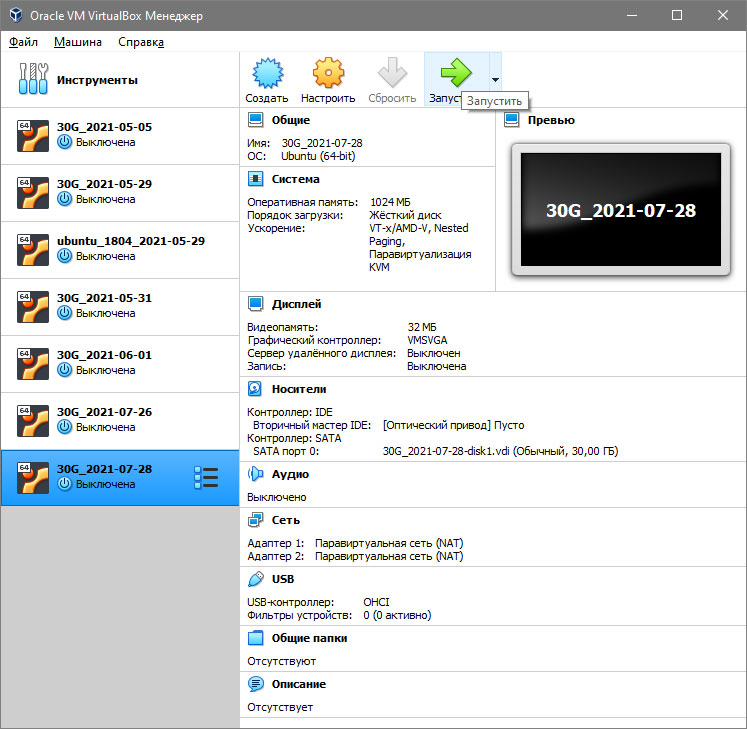 Oracle VM VirtualBox Менеджер
Файл Машина Справка
Инструменты
64
30G_2021-05-05
Выключена
64
30G_2021-05-29
Выключена
64
ubuntu_1804_2021-05-29
Выключена
64
30G_2021-05-31
Выключена
64
30G_2021-06-01
Выключена
64
30G_2021-07-26
Выключена
64
30G_2021-07-28
Выключена
Создать Настроить Сбросить Запуст
Запустить
Общие
Имя: 30G_2021-07-28
ОС: Ubuntu (64-bit)
Система
Оперативная память: 1024 МБ
Порядок загрузки: Жёсткий диск
Ускорение: VT-x/AMD-V, Nested
Paging,
Паравиртуализация
KVM
Превью
30G_2021-07-28
Дисплей
Видеопамять: 32 МБ
Графический контроллер: VMSVGA
Сервер удалённого дисплея: Выключен
Запись: Выключена
Носители
Контроллер: IDE
Вторичный мастер IDE: [Оптический привод] Пусто
Контроллер: SATA
SATA порт 0: 30G_2021-07-28-disk1.vdi (Обычный, 30,00 ГБ)
Аудио
Выключено
Сеть
Адаптер 1: Паравиртуальная сеть (NAT)
Адаптер 2: Паравиртуальная сеть (NAT)
USB
USB-контроллер: OHCI
Фильтры устройств: 0 (0 активно)
Общие папки
Отсутствуют
Описание
Отсутствует